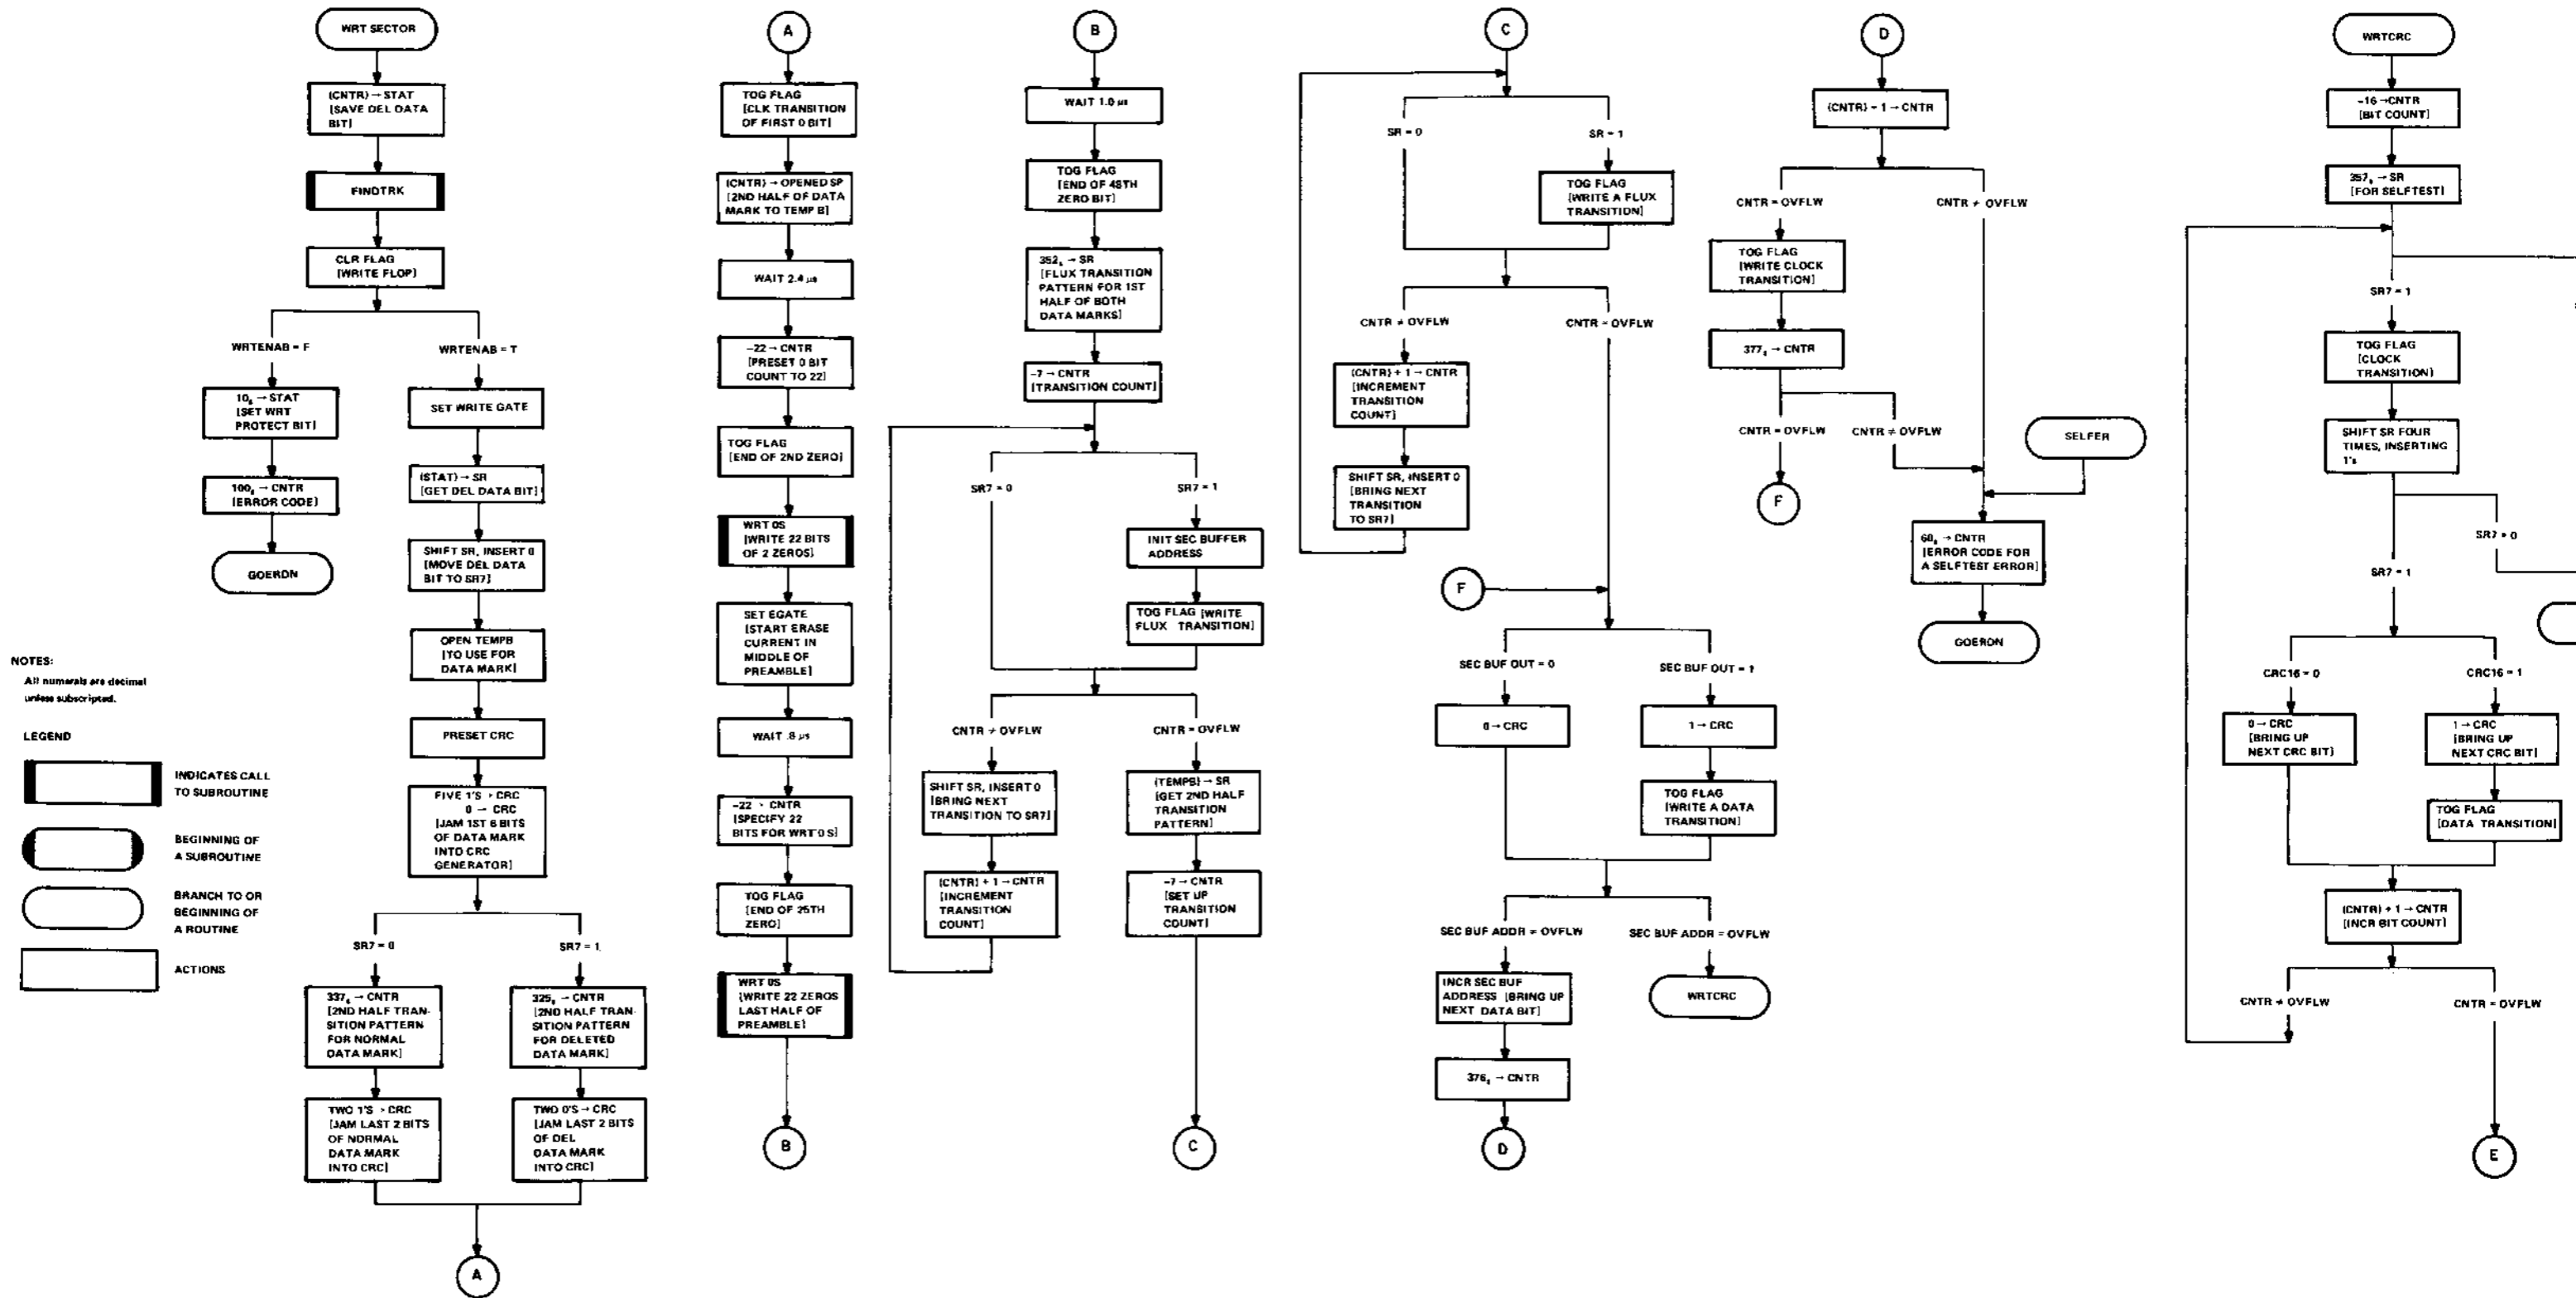 WRT SECTOR
(CNTR) → STAT
[SAVE DEL DATA
BIT]
FINDTRK
CLR FLAG
[WRITE FLOP]
WRTENAB = F
WRTENAB = T
10₈ → STAT
[SET WRT
PROTECT BIT]
100₈ → CNTR
[ERROR CODE]
GOERDN
SET WRITE GATE
(STAT) → SR
[GET DEL DATA BIT]
SHIFT SR, INSERT 0
[MOVE DEL DATA
BIT TO SR7]
OPEN TEMPB
[TO USE FOR
DATA MARK]
PRESET CRC
FIVE 1'S → CRC
0 → CRC
[JAM 1ST 6 BITS
OF DATA MARK
INTO CRC
GENERATOR]
SR7 = 0
SR7 = 1
337₈ → CNTR
[2ND HALF TRAN-
SITION PATTERN
FOR NORMAL
DATA MARK]
325₈ → CNTR
[2ND HALF TRAN-
SITION PATTERN
FOR DELETED
DATA MARK]
TWO 1'S → CRC
[JAM LAST 2 BITS
OF NORMAL
DATA MARK
INTO CRC]
TWO 0'S → CRC
[JAM LAST 2 BITS
OF DEL
DATA MARK
INTO CRC]
A
NOTES:
All numerals are decimal
unless subscripted.
LEGEND
INDICATES CALL
TO SUBROUTINE
BEGINNING OF
A SUBROUTINE
BRANCH TO OR
BEGINNING OF
A ROUTINE
ACTIONS
A
TOG FLAG
[CLK TRANSITION
OF FIRST 0 BIT]
(CNTR) → OPENED SP
[2ND HALF OF DATA
MARK TO TEMP B]
WAIT 2.4 µs
-22 → CNTR
[PRESET 0 BIT
COUNT TO 22]
TOG FLAG
[END OF 2ND ZERO]
WRT 0S
[WRITE 22 BITS
OF 2 ZEROS]
SET EGATE
[START ERASE
CURRENT IN
MIDDLE OF
PREAMBLE]
WAIT .8 µs
-22 → CNTR
[SPECIFY 22
BITS FOR WRT 0 S]
TOG FLAG
[END OF 25TH
ZERO]
WRT 0S
[WRITE 22 ZEROS
LAST HALF OF
PREAMBLE]
B
B
WAIT 1.0 µs
TOG FLAG
[END OF 48TH
ZERO BIT]
352₈ → SR
[FLUX TRANSITION
PATTERN FOR 1ST
HALF OF BOTH
DATA MARKS]
-7 → CNTR
[TRANSITION COUNT]
SR7 = 0
SR7 = 1
INIT SEC BUFFER
ADDRESS
TOG FLAG [WRITE
FLUX TRANSITION]
CNTR ≠ OVFLW
CNTR = OVFLW
SHIFT SR, INSERT 0
[BRING NEXT
TRANSITION TO SR7]
(CNTR) + 1 → CNTR
[INCREMENT
TRANSITION
COUNT]
(TEMPB) → SR
[GET 2ND HALF
TRANSITION
PATTERN]
-7 → CNTR
[SET UP
TRANSITION
COUNT]
C
C
SR = 0
SR = 1
TOG FLAG
[WRITE A FLUX
TRANSITION]
CNTR ≠ OVFLW
CNTR = OVFLW
(CNTR) + 1 → CNTR
[INCREMENT
TRANSITION
COUNT]
SHIFT SR, INSERT 0
[BRING NEXT
TRANSITION
TO SR7]
F
SEC BUF OUT = 0
SEC BUF OUT = 1
0 → CRC
1 → CRC
TOG FLAG
[WRITE A DATA
TRANSITION]
SEC BUF ADDR ≠ OVFLW
SEC BUF ADDR = OVFLW
INCR SEC BUF
ADDRESS [BRING UP
NEXT DATA BIT]
WRTCRC
376₈ → CNTR
D
D
(CNTR) + 1 → CNTR
CNTR = OVFLW
CNTR ≠ OVFLW
TOG FLAG
[WRITE CLOCK
TRANSITION]
377₈ → CNTR
CNTR = OVFLW
CNTR ≠ OVFLW
F
SELFER
60₈ → CNTR
[ERROR CODE FOR
A SELFTEST ERROR]
GOERDN
WRTCRC
-16 → CNTR
[BIT COUNT]
357₈ → SR
[FOR SELFTEST]
SR7 = 1
TOG FLAG
[CLOCK
TRANSITION]
SHIFT SR FOUR
TIMES, INSERTING
1's
SR7 = 0
SR7 = 1
CRC16 = 0
CRC16 = 1
0 → CRC
[BRING UP
NEXT CRC BIT]
1 → CRC
[BRING UP
NEXT CRC BIT]
TOG FLAG
[DATA TRANSITION]
(CNTR) + 1 → CNTR
[INCR BIT COUNT]
CNTR ≠ OVFLW
CNTR = OVFLW
E